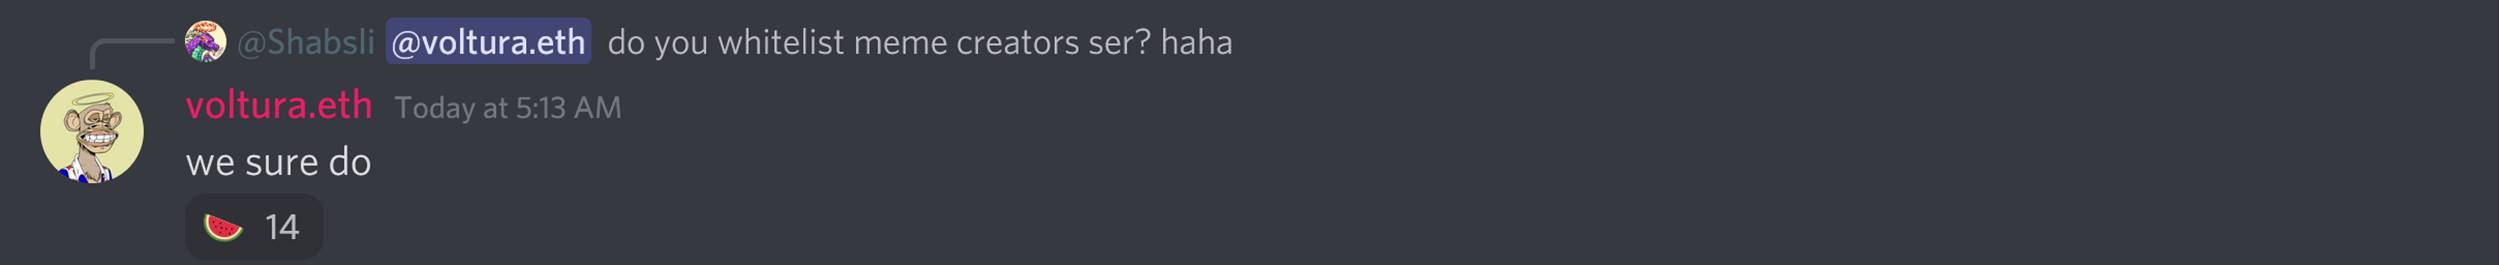 @Shabsli @voltura.eth do you whitelist meme creators ser? haha
voltura.eth Today at 5:13 AM
we sure do
🍉 14